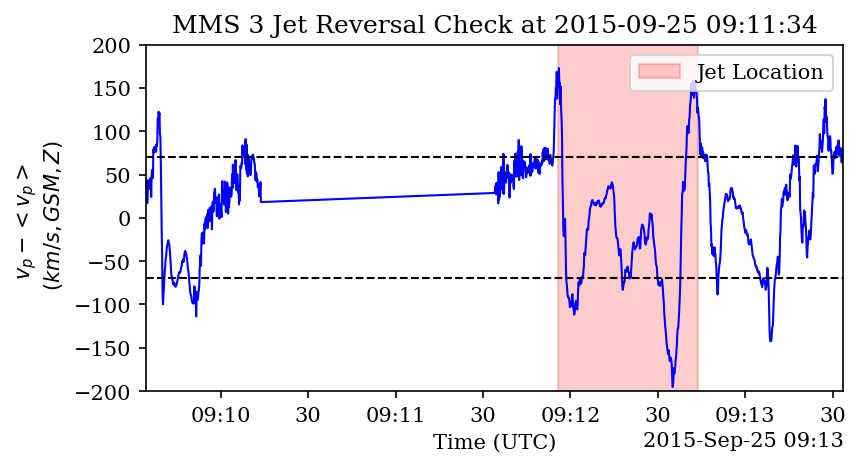 MMS 3 Jet Reversal Check at 2015-09-25 09:11:34
Jet Location
v_p − < v_p >
(km/s, GSM, Z)
200
150
100
50
0
−50
−100
−150
−200
09:10 30 09:11 30 09:12 30 09:13 30
Time (UTC)
2015-Sep-25 09:13